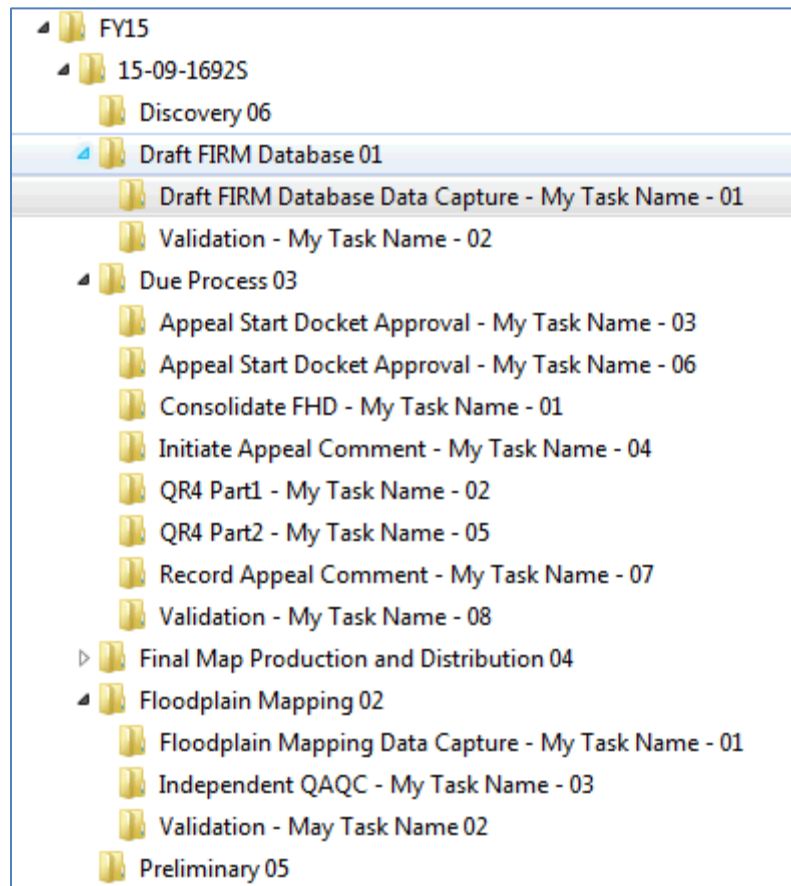 FY15
15-09-1692S
Discovery 06
Draft FIRM Database 01
Draft FIRM Database Data Capture - My Task Name - 01
Validation - My Task Name - 02
Due Process 03
Appeal Start Docket Approval - My Task Name - 03
Appeal Start Docket Approval - My Task Name - 06
Consolidate FHD - My Task Name - 01
Initiate Appeal Comment - My Task Name - 04
QR4 Part1 - My Task Name - 02
QR4 Part2 - My Task Name - 05
Record Appeal Comment - My Task Name - 07
Validation - My Task Name - 08
Final Map Production and Distribution 04
Floodplain Mapping 02
Floodplain Mapping Data Capture - My Task Name - 01
Independent QAQC - My Task Name - 03
Validation - May Task Name 02
Preliminary 05